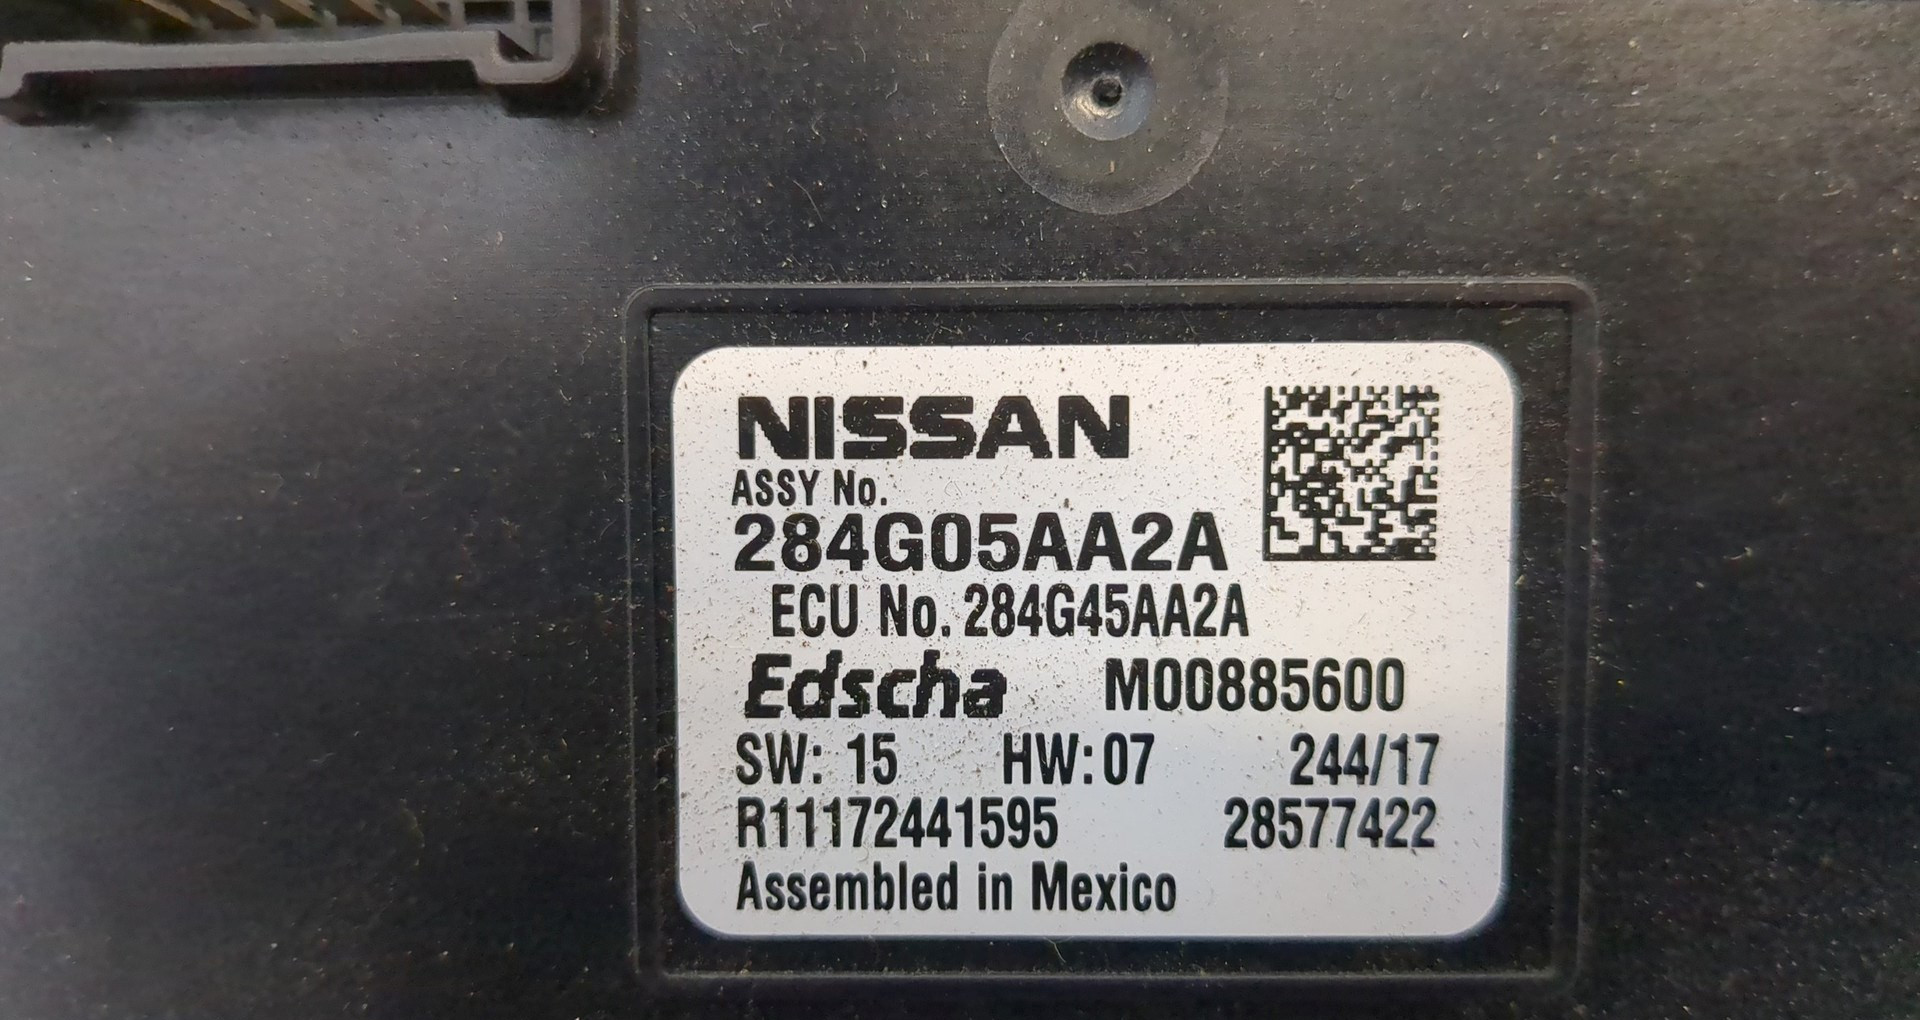 NISSAN
ASSY No.
284G05AA2A
ECU No. 284G45AA2A
Edscha M00885600
SW: 15 HW: 07 244/17
R11172441595 28577422
Assembled in Mexico